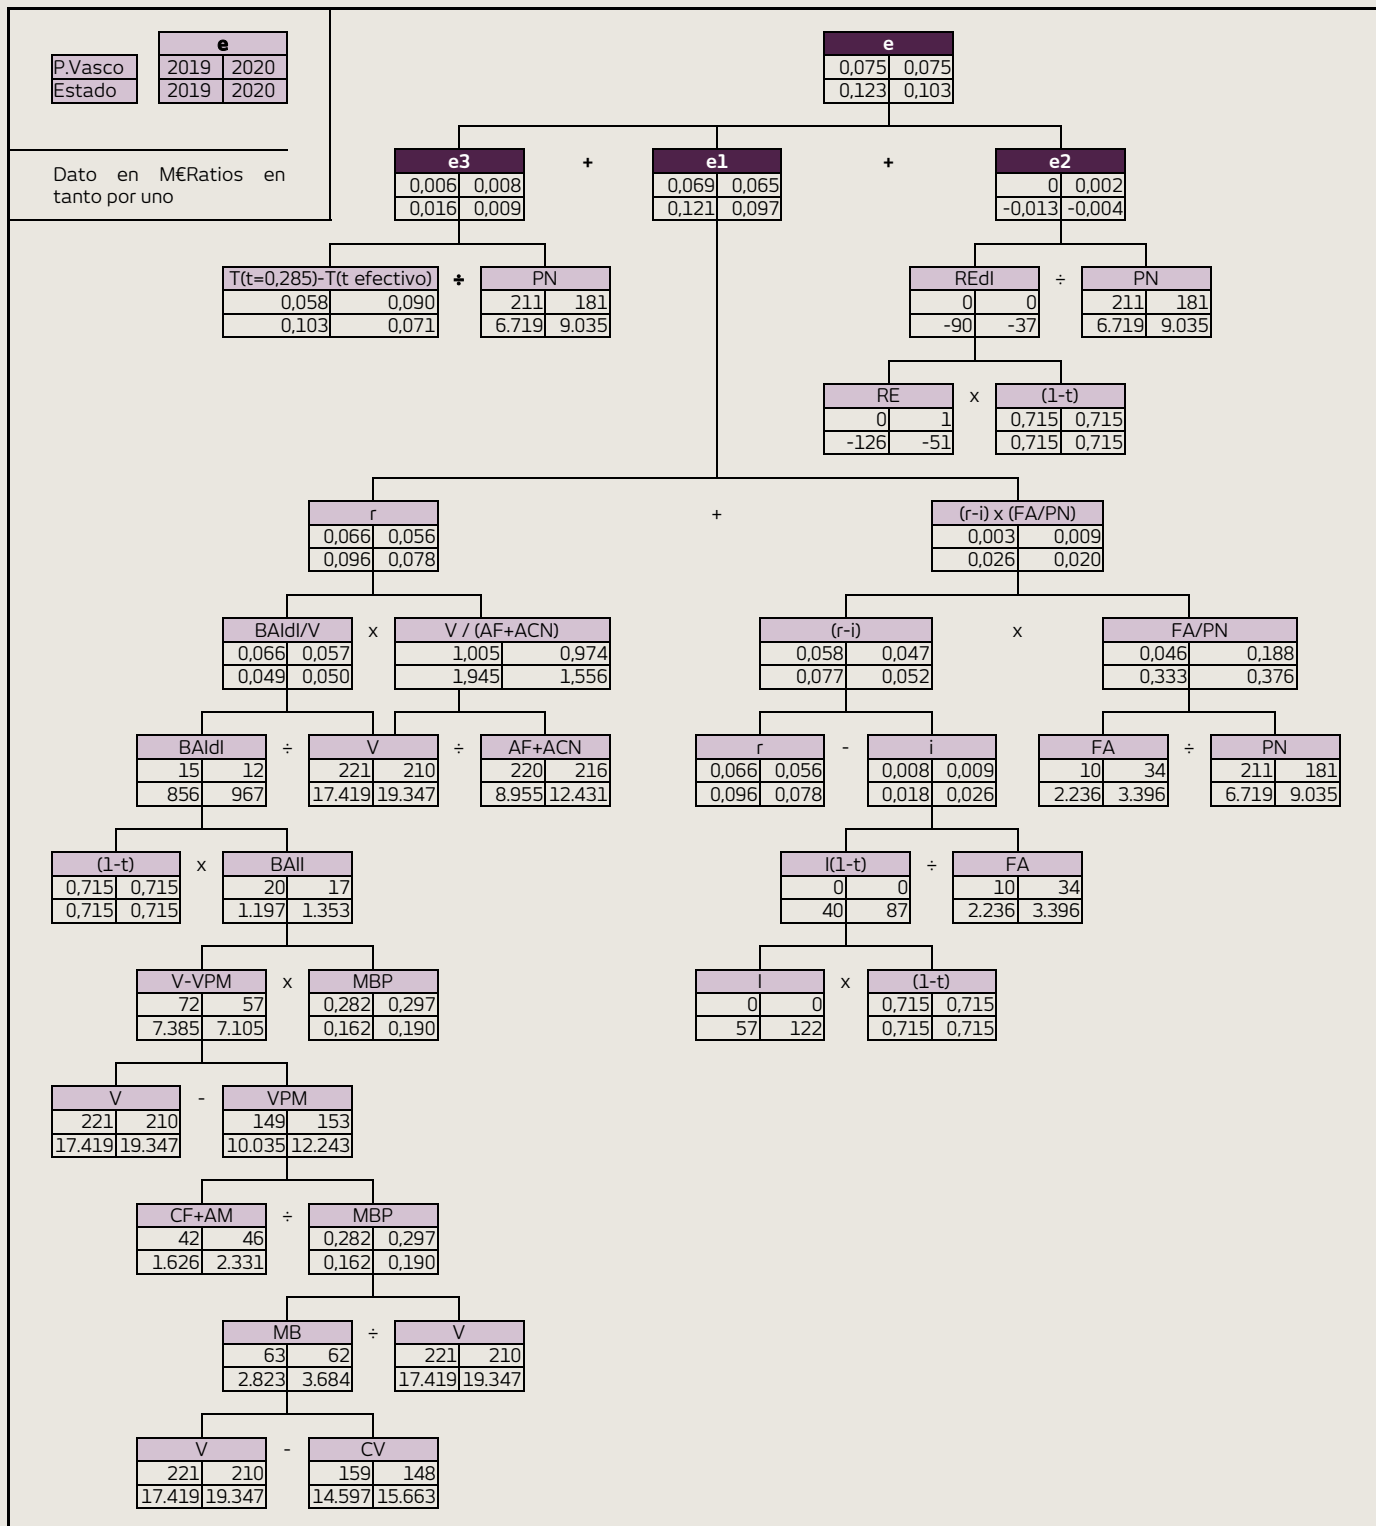 e
P.Vasco 2019 2020
Estado 2019 2020
Dato en M€Ratios en
tanto por uno
e
0,075 0,075
0,123 0,103
e3 + e1 + e2
0,006 0,008 0,069 0,065 0 0,002
0,016 0,009 0,121 0,097 -0,013 -0,004
T(t=0,285)-T(t efectivo) ÷ PN REdI ÷ PN
0,058 0,090 211 181 0 0 211 181
0,103 0,071 6.719 9.035 -90 -37 6.719 9.035
RE x (1-t)
0 1 0,715 0,715
-126 -51 0,715 0,715
r + (r-i) x (FA/PN)
0,066 0,056 0,003 0,009
0,096 0,078 0,026 0,020
BAIdI/V x V / (AF+ACN) (r-i) x FA/PN
0,066 0,057 1,005 0,974 0,058 0,047 0,046 0,188
0,049 0,050 1,945 1,556 0,077 0,052 0,333 0,376
BAIdI ÷ V ÷ AF+ACN r - i FA ÷ PN
15 12 221 210 220 216 0,066 0,056 0,008 0,009 10 34 211 181
856 967 17.419 19.347 8.955 12.431 0,096 0,078 0,018 0,026 2.236 3.396 6.719 9.035
(1-t) x BAII I(1-t) ÷ FA
0,715 0,715 20 17 0 0 10 34
0,715 0,715 1.197 1.353 40 87 2.236 3.396
V-VPM x MBP I x (1-t)
72 57 0,282 0,297 0 0 0,715 0,715
7.385 7.105 0,162 0,190 57 122 0,715 0,715
V - VPM
221 210 149 153
17.419 19.347 10.035 12.243
CF+AM ÷ MBP
42 46 0,282 0,297
1.626 2.331 0,162 0,190
MB ÷ V
63 62 221 210
2.823 3.684 17.419 19.347
V - CV
221 210 159 148
17.419 19.347 14.597 15.663